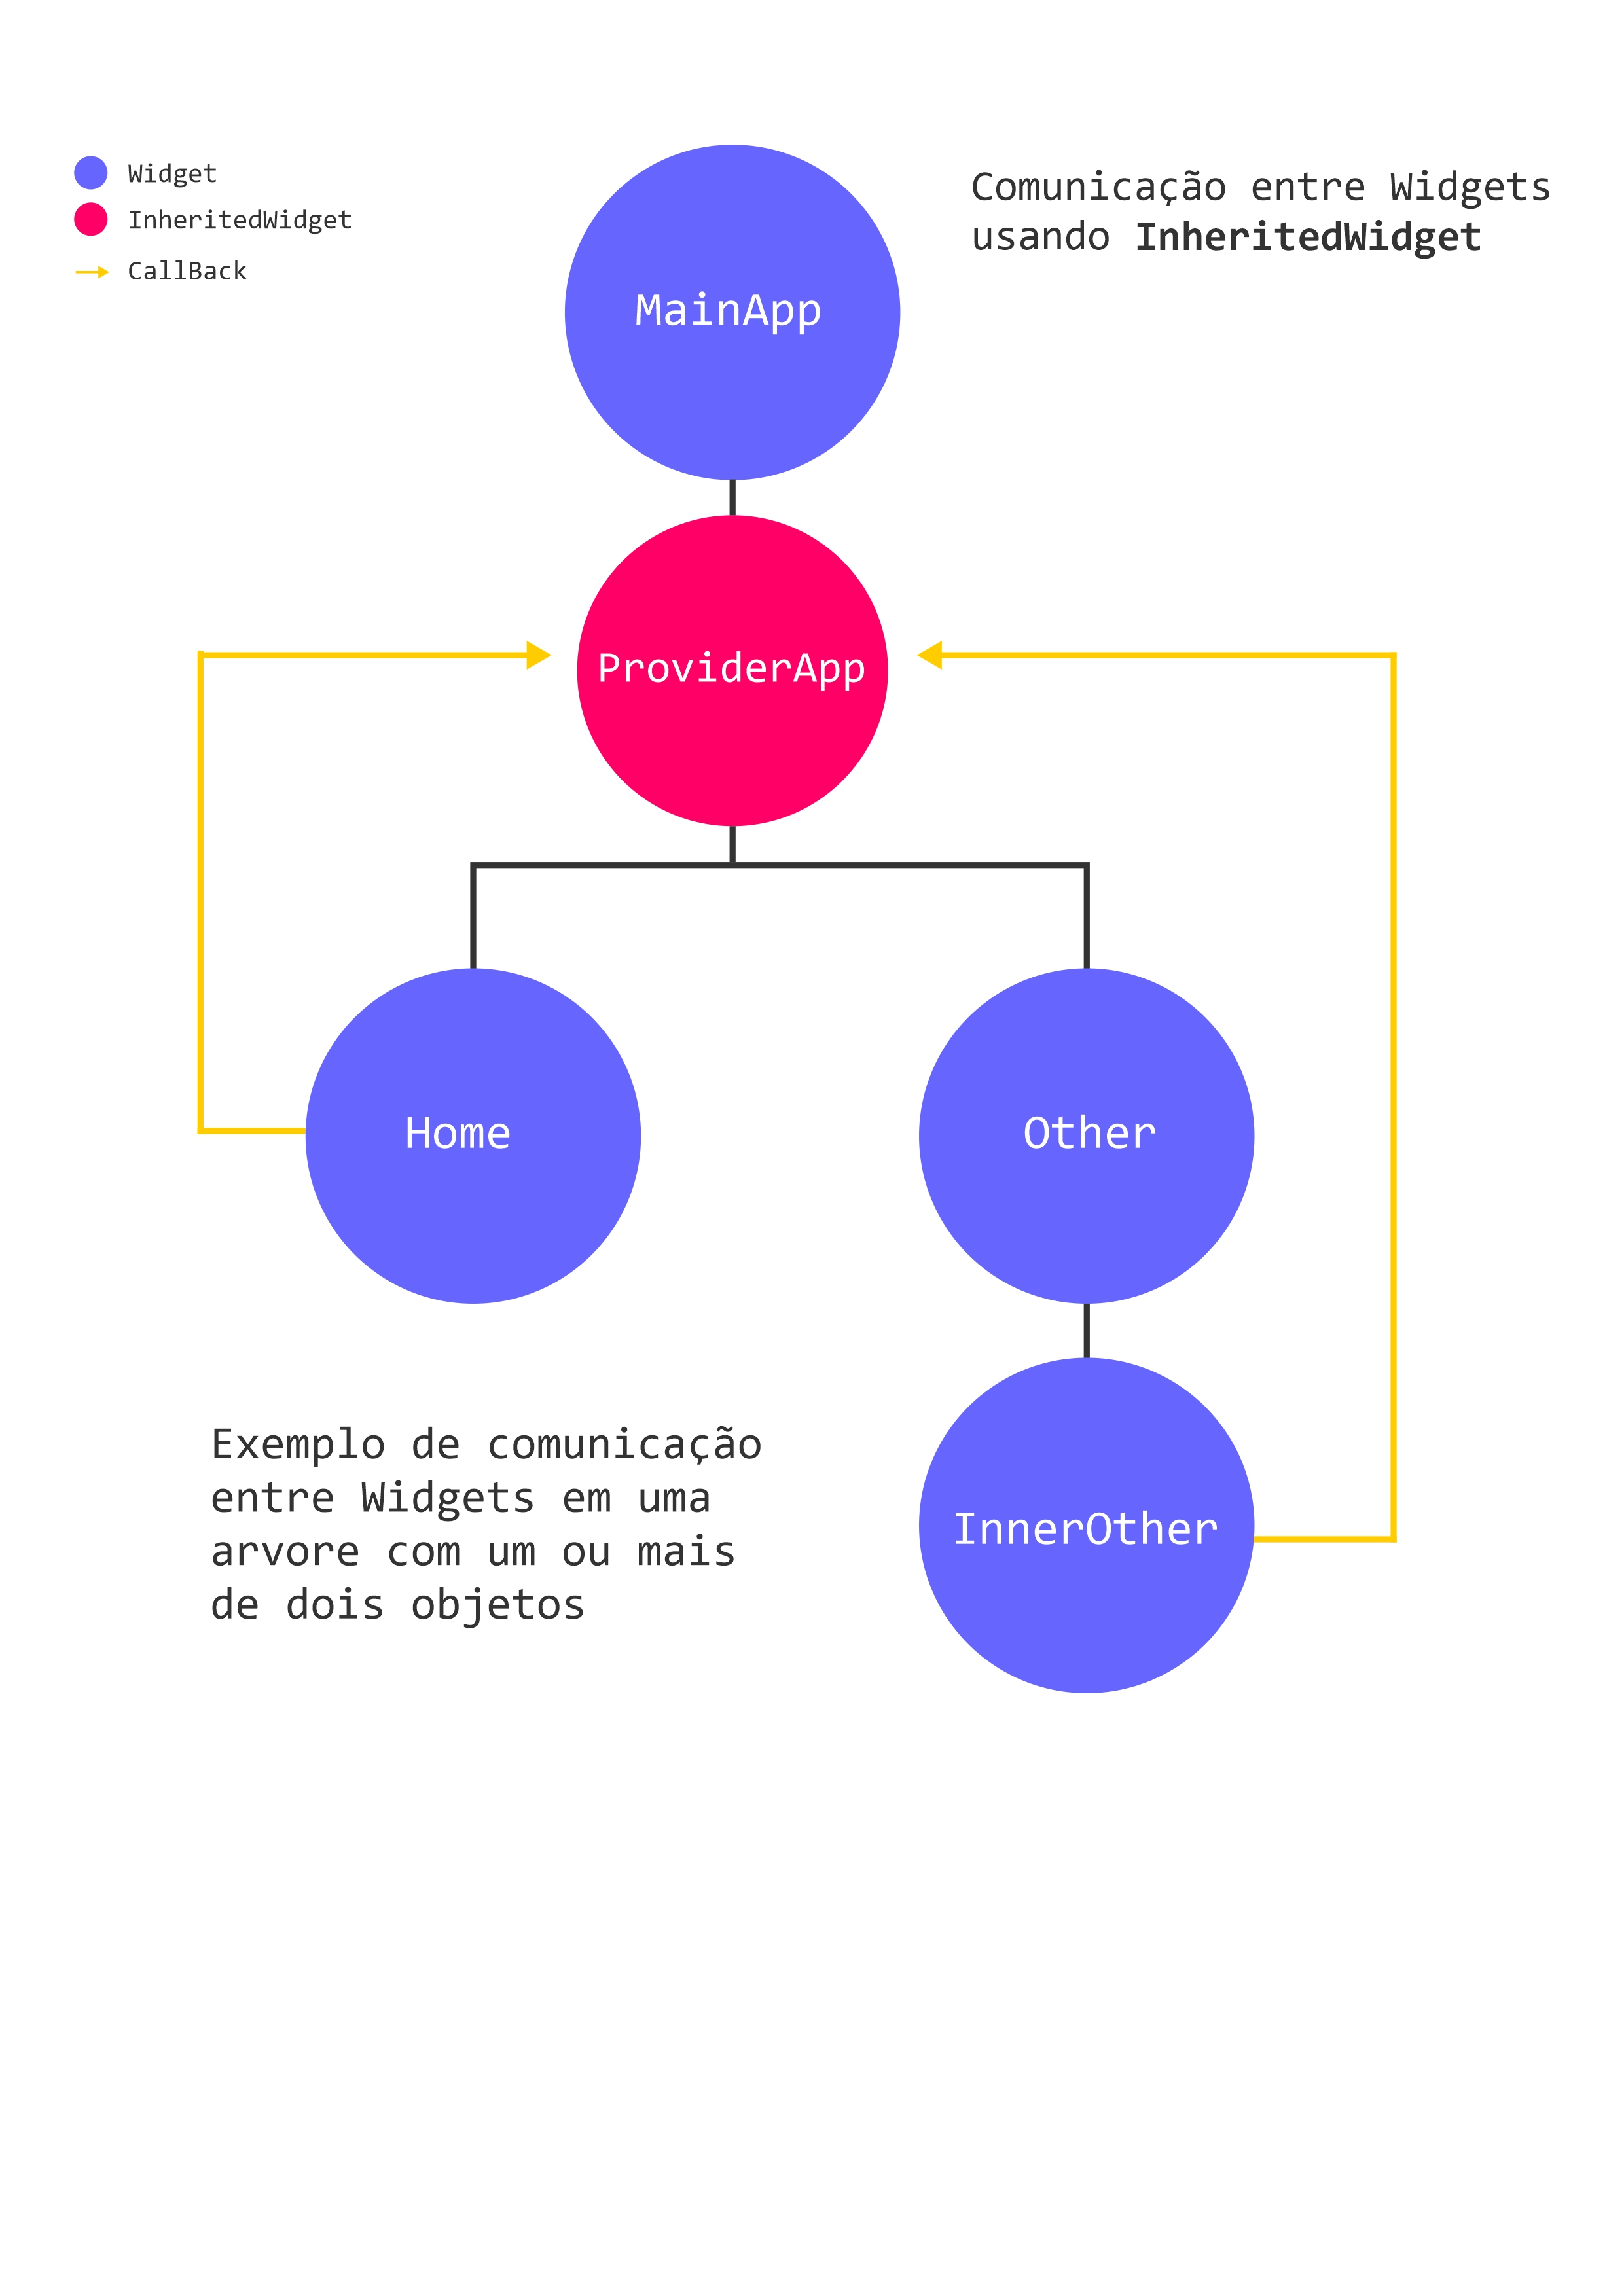 Widget
InheritedWidget
CallBack
Comunicação entre Widgets
usando InheritedWidget
MainApp
ProviderApp
Home
Other
InnerOther
Exemplo de comunicação
entre Widgets em uma
arvore com um ou mais
de dois objetos